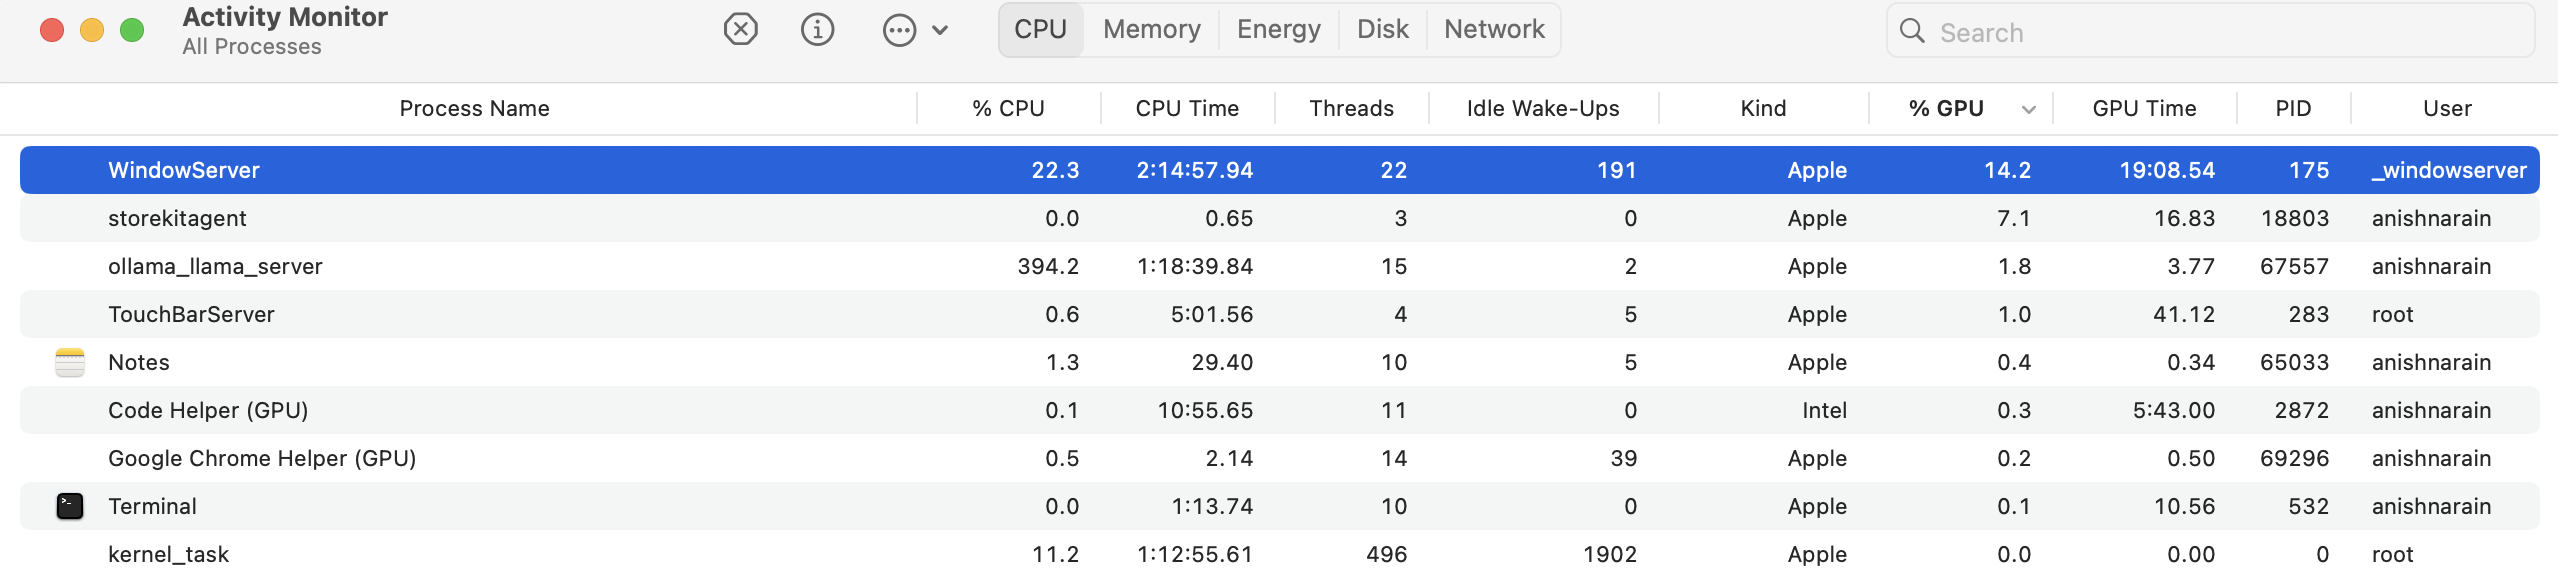 Activity Monitor
All Processes
CPU Memory Energy Disk Network
Search
Process Name % CPU CPU Time Threads Idle Wake-Ups Kind % GPU GPU Time PID User
WindowServer 22.3 2:14:57.94 22 191 Apple 14.2 19:08.54 175 _windowserver
storekitagent 0.0 0.65 3 0 Apple 7.1 16.83 18803 anishnarain
ollama_llama_server 394.2 1:18:39.84 15 2 Apple 1.8 3.77 67557 anishnarain
TouchBarServer 0.6 5:01.56 4 5 Apple 1.0 41.12 283 root
Notes 1.3 29.40 10 5 Apple 0.4 0.34 65033 anishnarain
Code Helper (GPU) 0.1 10:55.65 11 0 Intel 0.3 5:43.00 2872 anishnarain
Google Chrome Helper (GPU) 0.5 2.14 14 39 Apple 0.2 0.50 69296 anishnarain
Terminal 0.0 1:13.74 10 0 Apple 0.1 10.56 532 anishnarain
kernel_task 11.2 1:12:55.61 496 1902 Apple 0.0 0.00 0 root